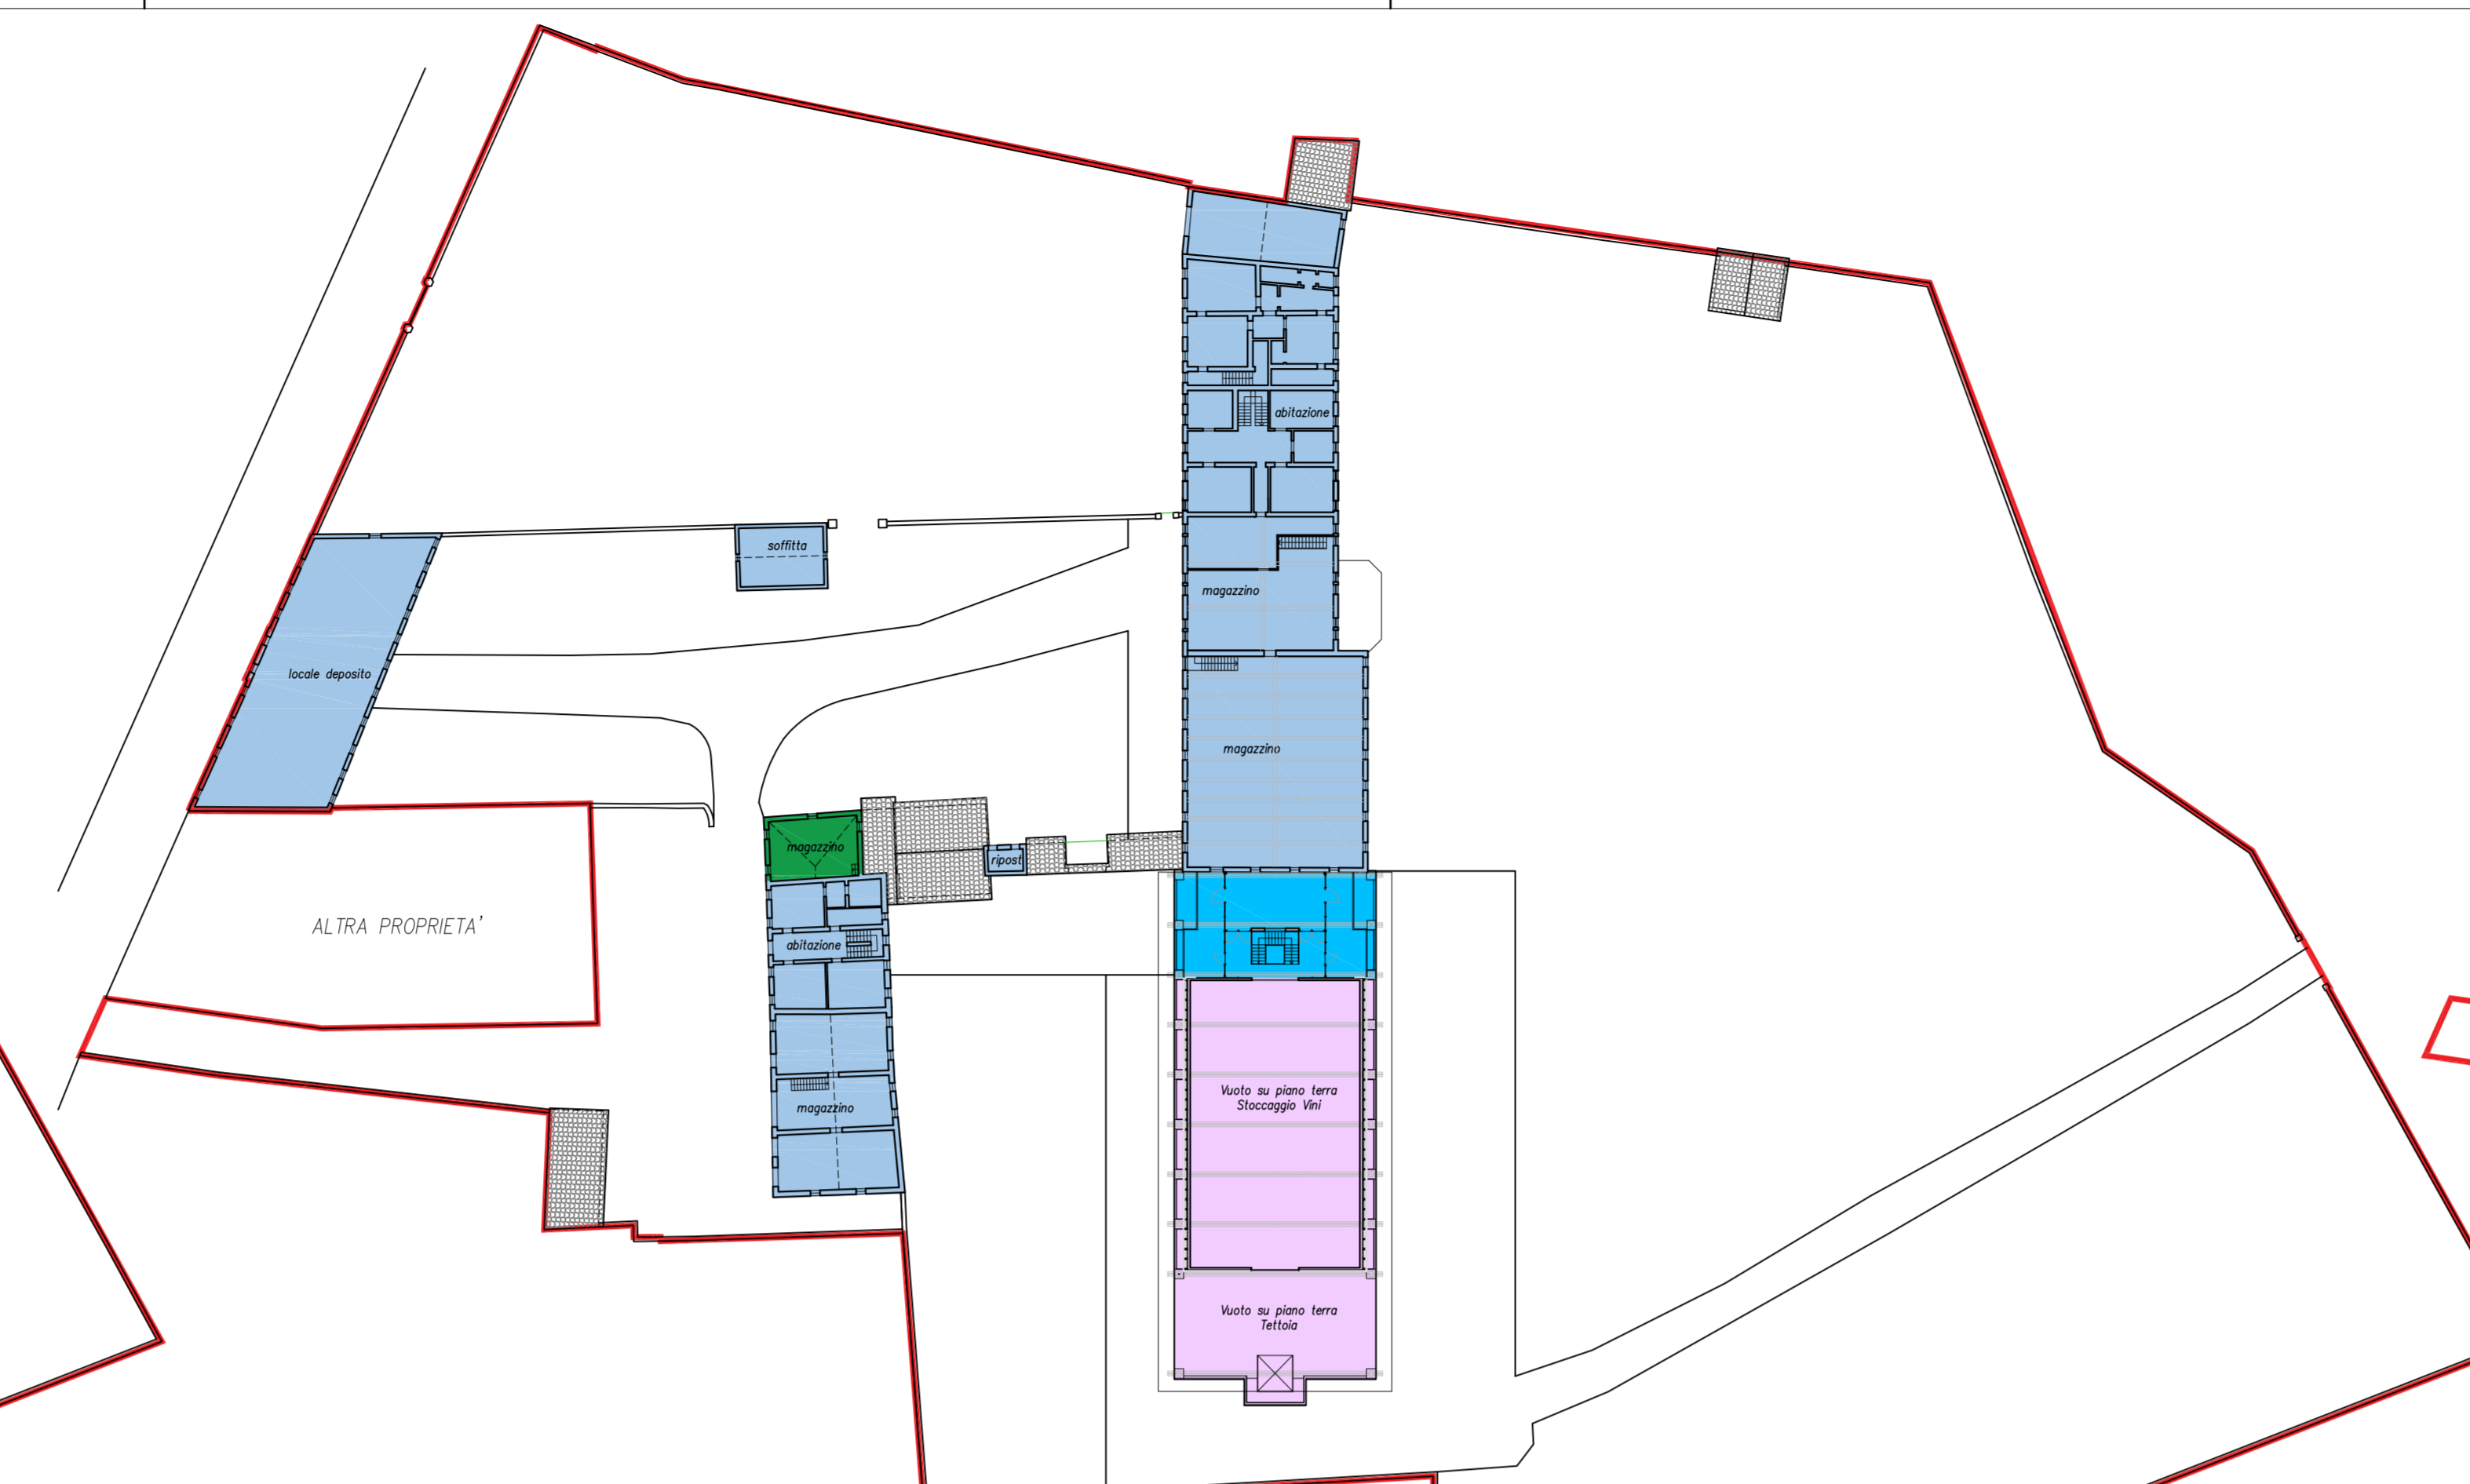 abitazione
soffitta
magazzino
locale deposito
magazzino
magazzino
ripost
ALTRA PROPRIETA'
abitazione
Vuoto su piano terra
Stoccaggio Vini
magazzino
Vuoto su piano terra
Tettoia